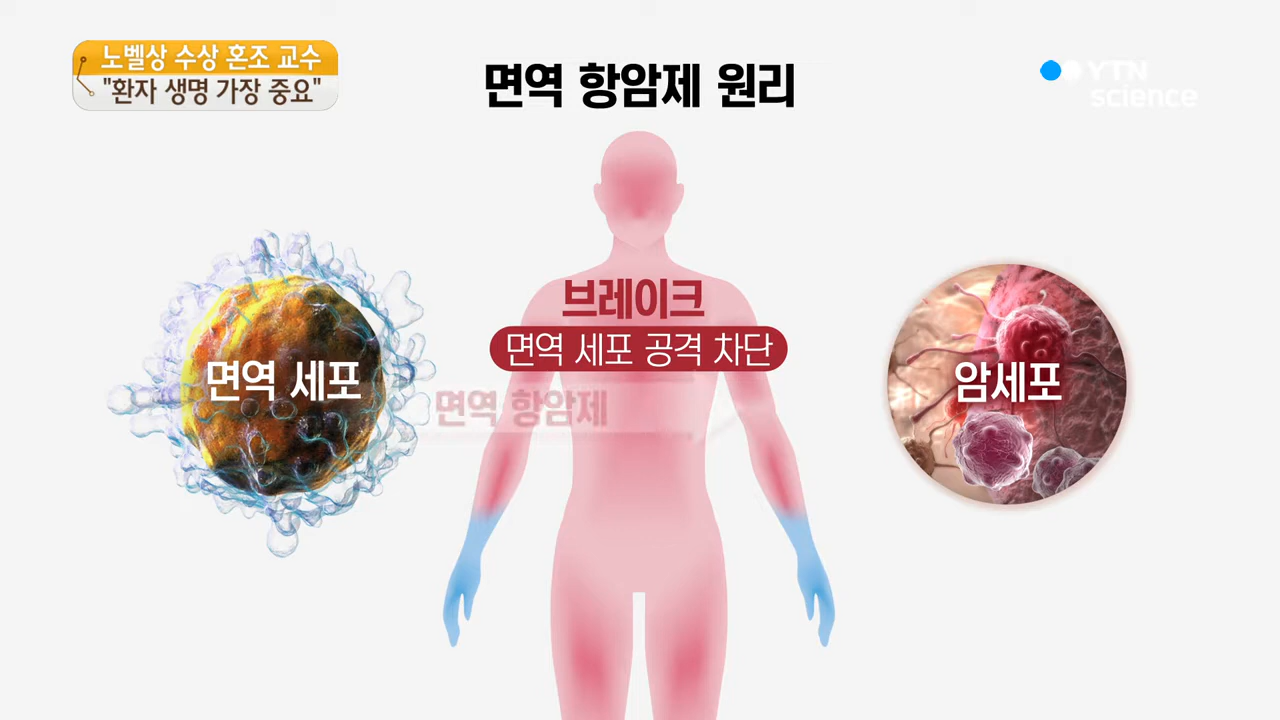 노벨상 수상 혼조 교수
"환자 생명 가장 중요"
면역 항암제 원리
YTN
science
브레이크
면역 세포 공격 차단
면역 세포
암세포
면역 항암제